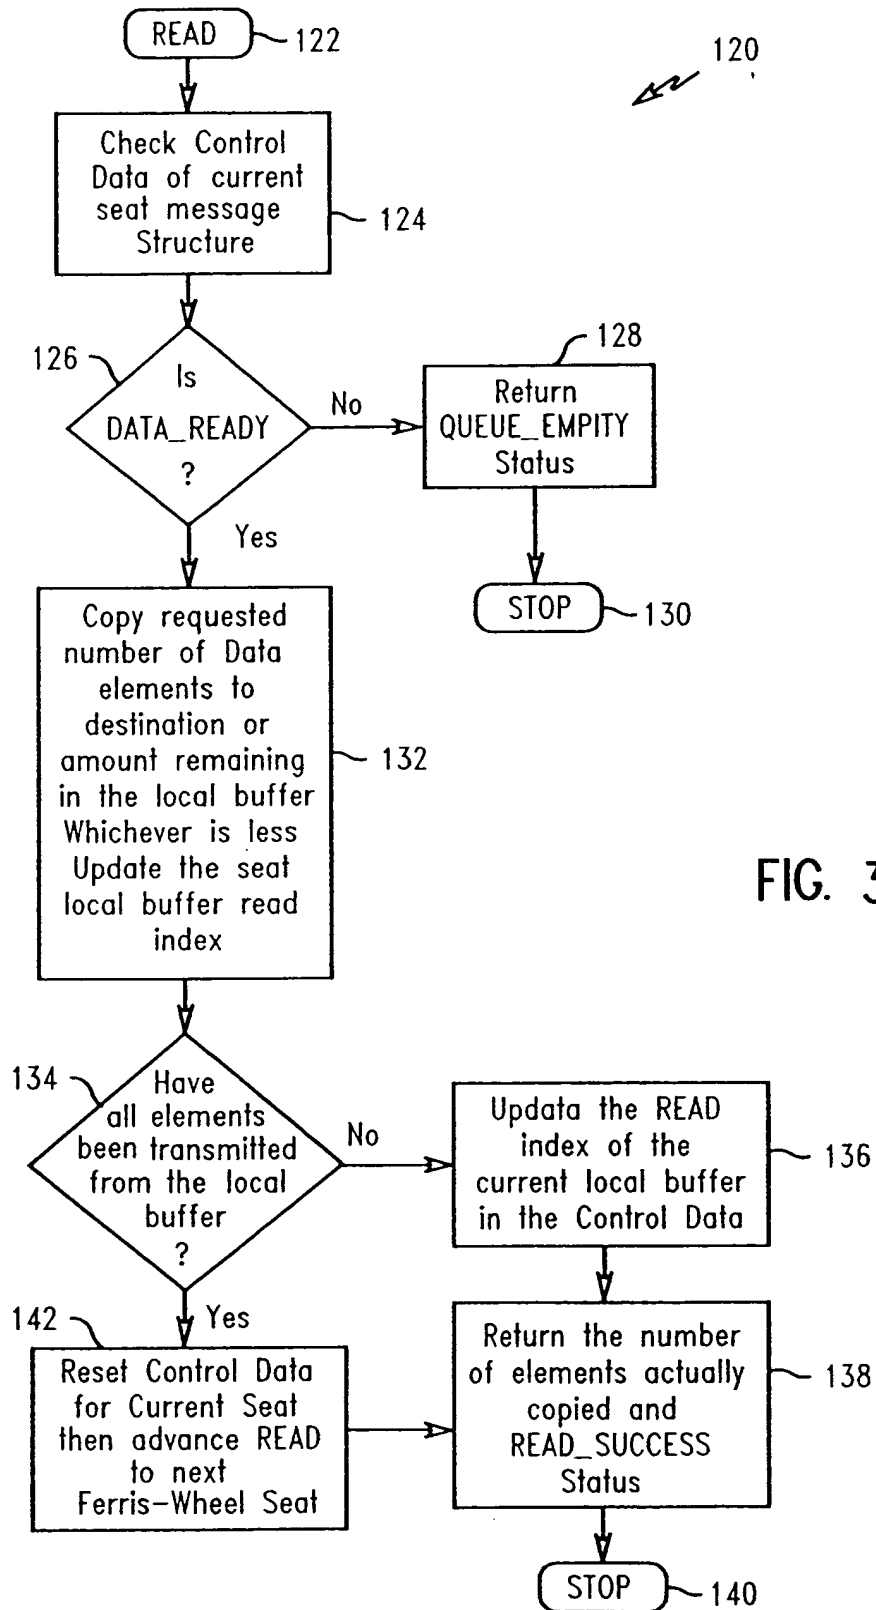 READ
122
120
Check Control
Data of current
seat message
Structure
124
126
Is
DATA_READY
?
No
128
Return
QUEUE_EMPITY
Status
Yes
STOP
130
Copy requested
number of Data
elements to
destination or
amount remaining
in the local buffer
Whichever is less
Update the seat
local buffer read
index
132
FIG. 3
134
Have
all elements
been transmitted
from the local
buffer
?
No
Updata the READ
index of the
current local buffer
in the Control Data
136
Yes
142
Reset Control Data
for Current Seat
then advance READ
to next
Ferris-Wheel Seat
Return the number
of elements actually
copied and
READ_SUCCESS
Status
138
STOP
140